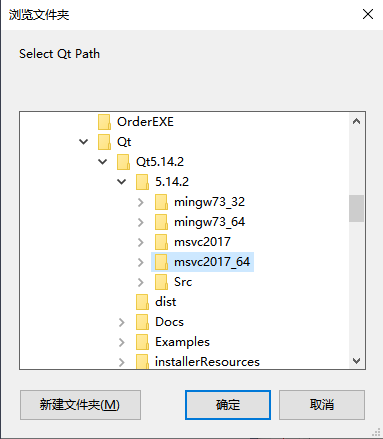 浏览文件夹
Select Qt Path
OrderEXE
Qt
Qt5.14.2
5.14.2
mingw73_32
mingw73_64
msvc2017
msvc2017_64
Src
dist
Docs
Examples
installerResources
新建文件夹(M)
确定
取消